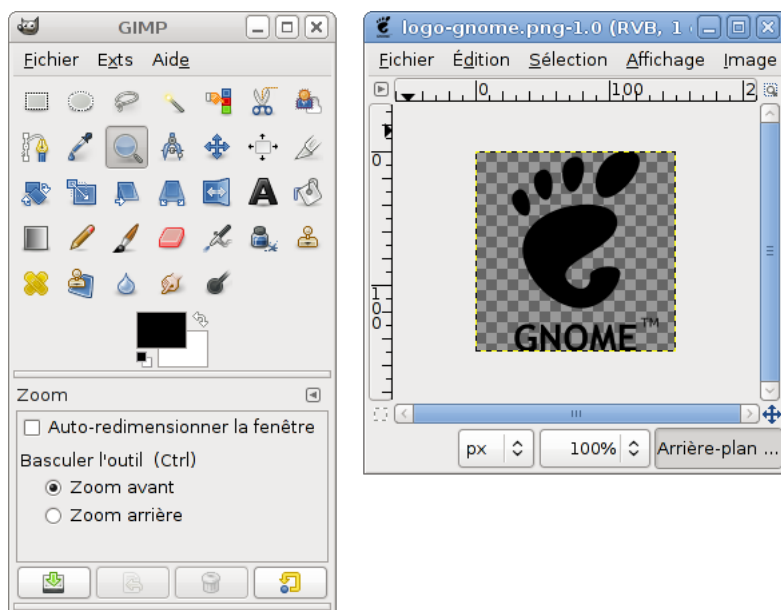 GIMP
Fichier Exts Aide
Zoom
Auto-redimensionner la fenêtre
Basculer l'outil (Ctrl)
Zoom avant
Zoom arrière
logo-gnome.png-1.0 (RVB, 1
Fichier Édition Sélection Affichage Image
0 100 2
0
100
GNOME™
px 100% Arrière-plan ...